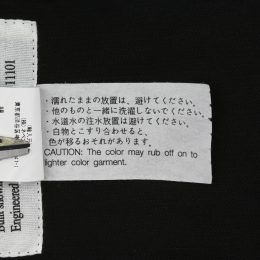 ・濡れたままの放置は、避けてください。
・他のものと一緒に洗濯しないでください。
・水道水の注水放置は避けてください。
・白物とこすり合わせると、
色が移るおそれがあります。
CAUTION: The color may rub off on to
lighter color garment.
11101
Built
Engineered